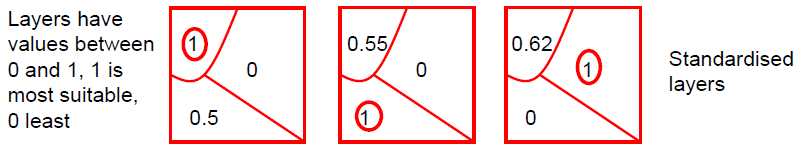 Layers have
values between
0 and 1, 1 is
most suitable,
0 least
1
0
0.5
0.55
0
1
0.62
1
0
Standardised
layers